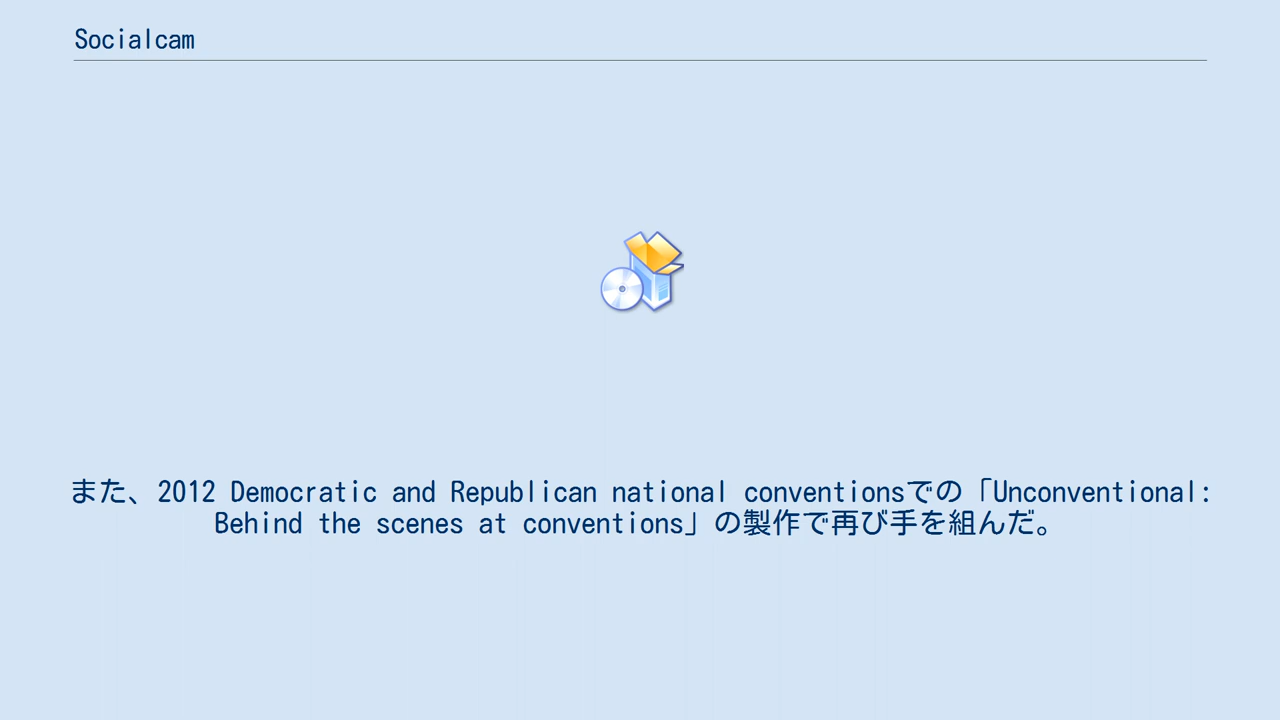 Socialcam
また、2012 Democratic and Republican national conventionsでの「Unconventional:
Behind the scenes at conventions」の製作で再び手を組んだ。